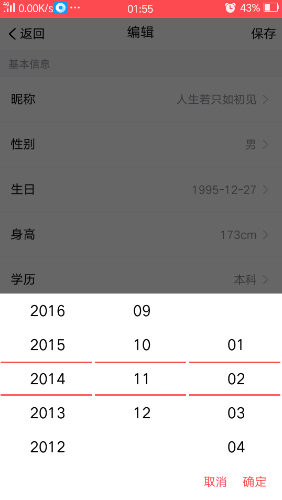 2G 0.00K/s ... 01:55 43%
返回 编辑 保存
基本信息
昵称 人生若只如初见
性别 男
生日 1995-12-27
身高 173cm
学历 本科
2016 09
2015 10 01
2014 11 02
2013 12 03
2012 04
取消 确定